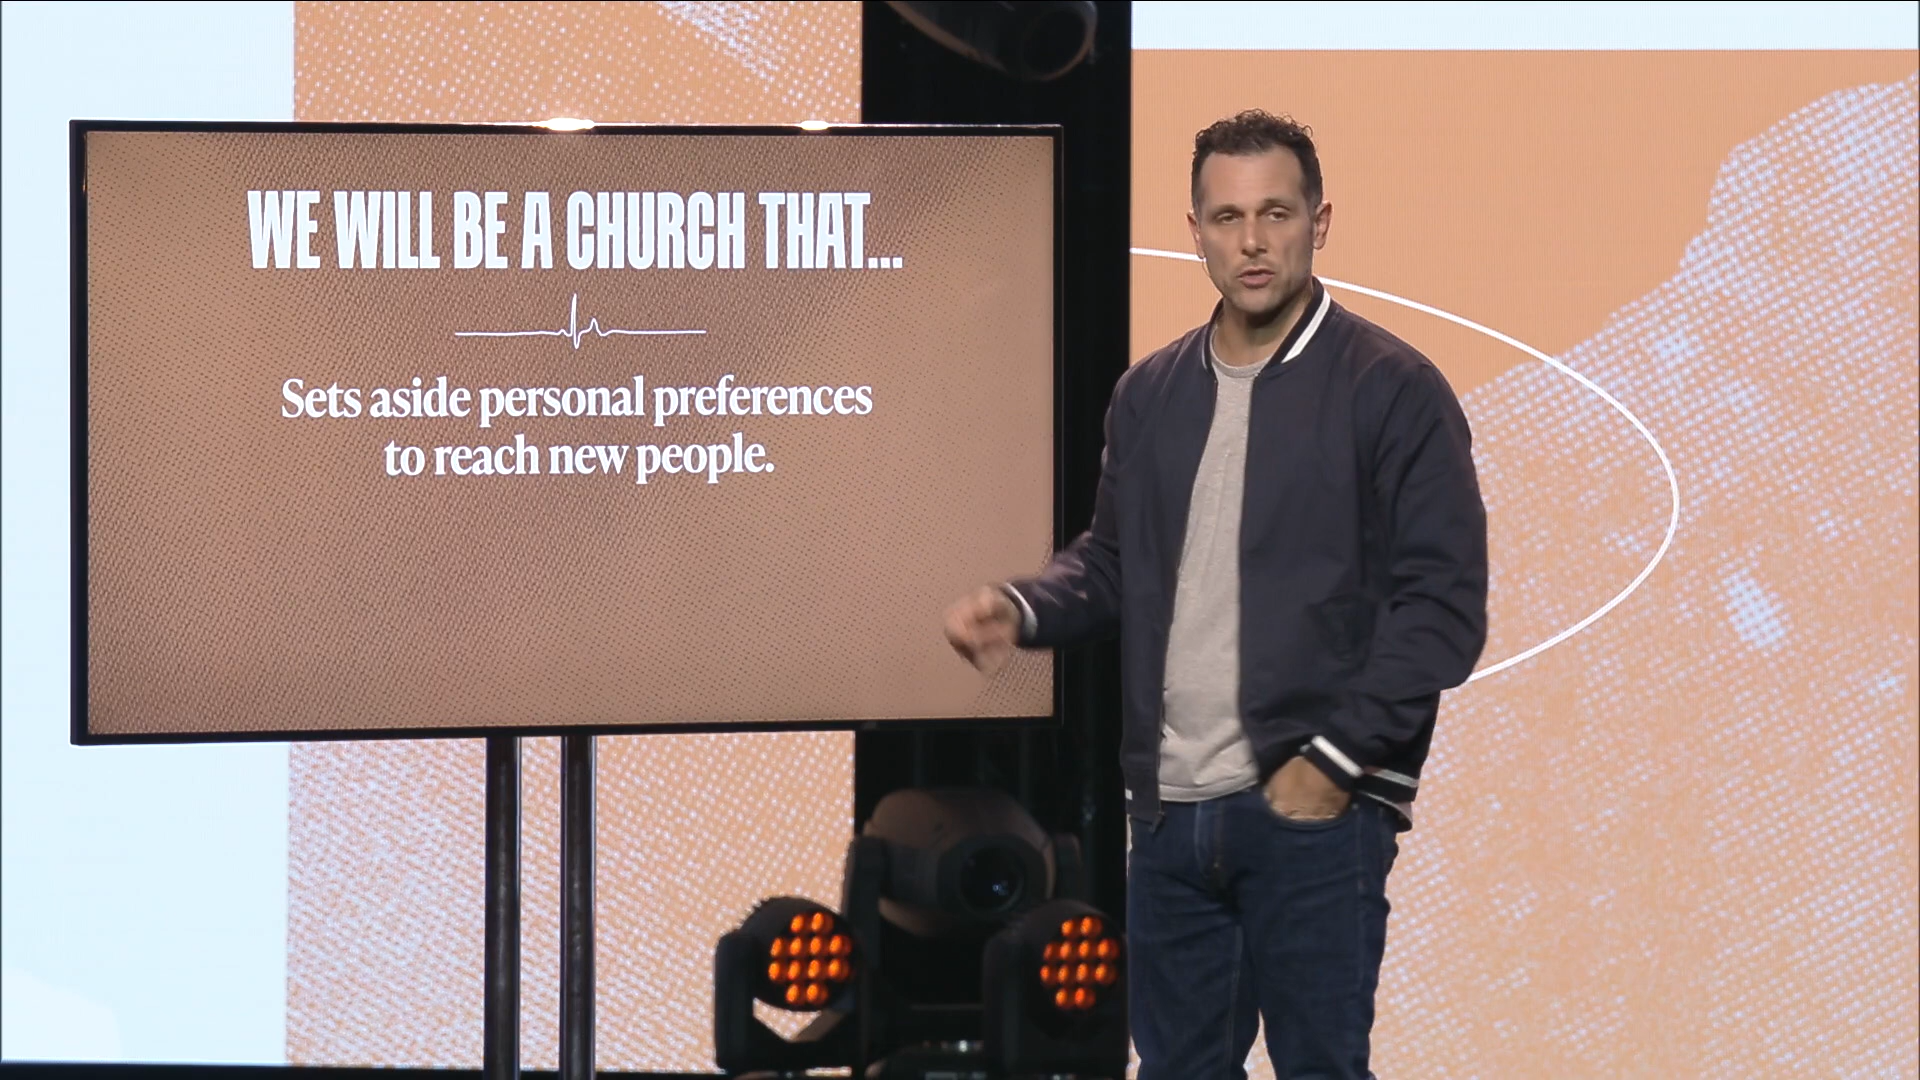 WE WILL BE A CHURCH THAT...
Sets aside personal preferences
to reach new people.